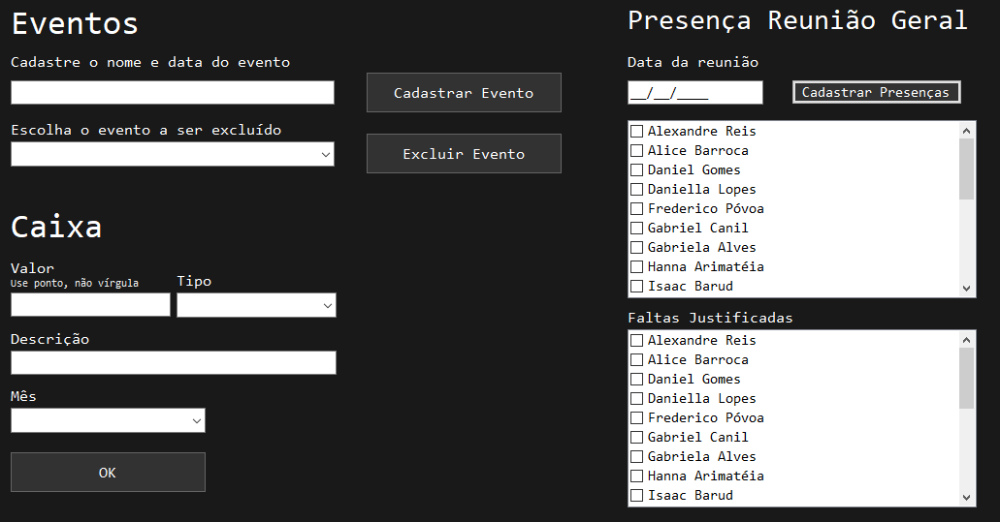 Eventos
Cadastre o nome e data do evento
Cadastrar Evento
Escolha o evento a ser excluído
Excluir Evento
Caixa
Valor
Use ponto, não vírgula
Tipo
Descrição
Mês
OK
Presença Reunião Geral
Data da reunião
__/__/____
Cadastrar Presenças
Alexandre Reis
Alice Barroca
Daniel Gomes
Daniella Lopes
Frederico Póvoa
Gabriel Canil
Gabriela Alves
Hanna Arimatéia
Isaac Barud
Faltas Justificadas
Alexandre Reis
Alice Barroca
Daniel Gomes
Daniella Lopes
Frederico Póvoa
Gabriel Canil
Gabriela Alves
Hanna Arimatéia
Isaac Barud